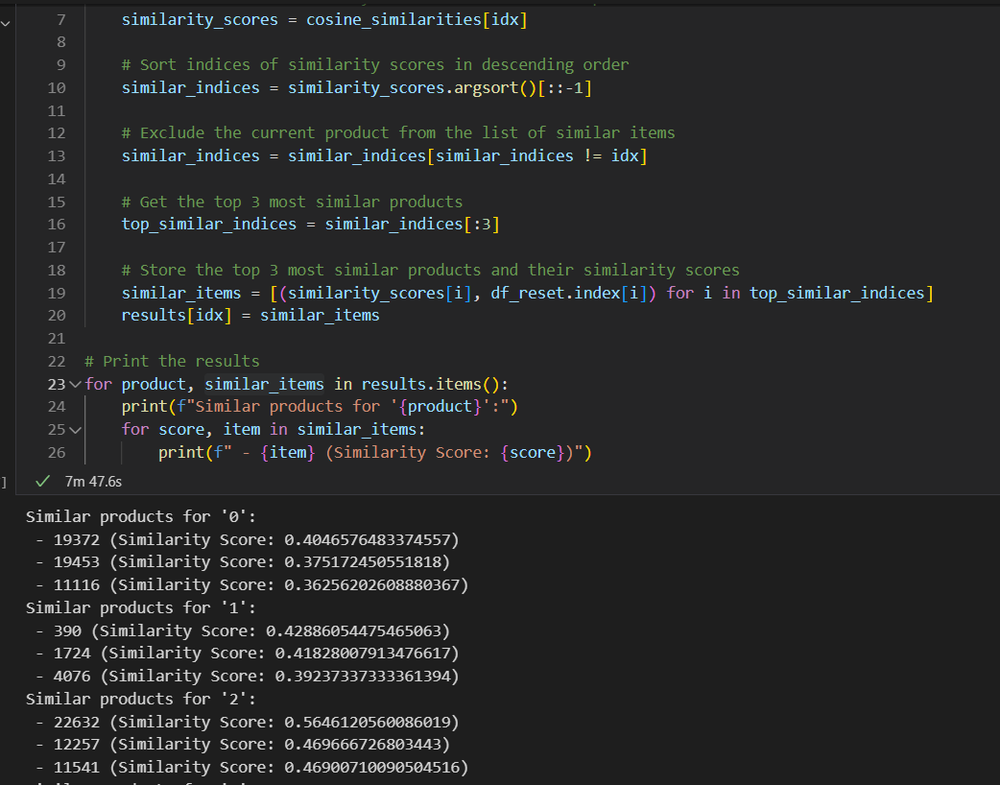 7 similarity_scores = cosine_similarities[idx]
8
9 # Sort indices of similarity scores in descending order
10 similar_indices = similarity_scores.argsort()[::-1]
11
12 # Exclude the current product from the list of similar items
13 similar_indices = similar_indices[similar_indices != idx]
14
15 # Get the top 3 most similar products
16 top_similar_indices = similar_indices[:3]
17
18 # Store the top 3 most similar products and their similarity scores
19 similar_items = [(similarity_scores[i], df_reset.index[i]) for i in top_similar_indices]
20 results[idx] = similar_items
21
22 # Print the results
23 for product, similar_items in results.items():
24 print(f"Similar products for '{product}':")
25 for score, item in similar_items:
26 print(f" - {item} (Similarity Score: {score})")
] 7m 47.6s
Similar products for '0':
- 19372 (Similarity Score: 0.4046576483374557)
- 19453 (Similarity Score: 0.375172450551818)
- 11116 (Similarity Score: 0.36256202608880367)
Similar products for '1':
- 390 (Similarity Score: 0.42886054475465063)
- 1724 (Similarity Score: 0.41828007913476617)
- 4076 (Similarity Score: 0.39237337333361394)
Similar products for '2':
- 22632 (Similarity Score: 0.5646120560086019)
- 12257 (Similarity Score: 0.469666726803443)
- 11541 (Similarity Score: 0.46900710090504516)